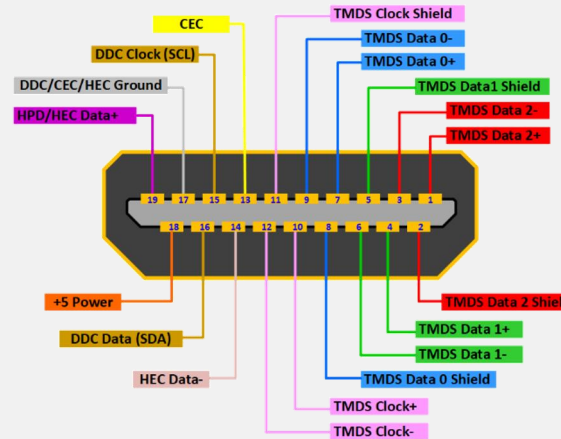 CEC
TMDS Clock Shield
TMDS Data 0-
DDC Clock (SCL)
TMDS Data 0+
DDC/CEC/HEC Ground
TMDS Data1 Shield
TMDS Data 2-
HPD/HEC Data+
TMDS Data 2+
19 17 15 13 11 9 7 5 3 1
18 16 14 12 10 8 6 4 2
+5 Power
TMDS Data 2 Shiel
TMDS Data 1+
DDC Data (SDA)
TMDS Data 1-
HEC Data-
TMDS Data 0 Shield
TMDS Clock+
TMDS Clock-